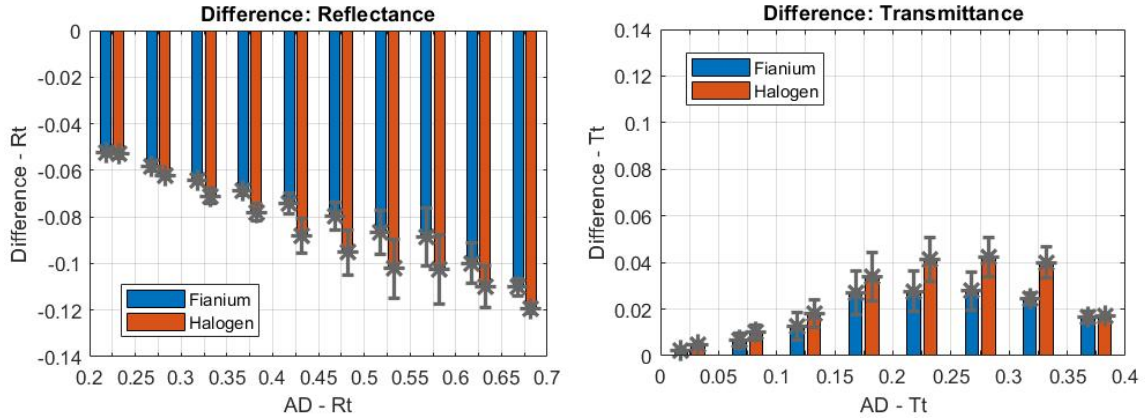 Difference: Reflectance
0
-0.02
-0.04
-0.06
-0.08
-0.1
-0.12
-0.14
Difference - Rt
Fianium
Halogen
0.2 0.25 0.3 0.35 0.4 0.45 0.5 0.55 0.6 0.65 0.7
AD - Rt
Difference: Transmittance
0.14
0.12
0.1
0.08
0.06
0.04
0.02
0
Difference - Tt
Fianium
Halogen
0 0.05 0.1 0.15 0.2 0.25 0.3 0.35 0.4
AD - Tt